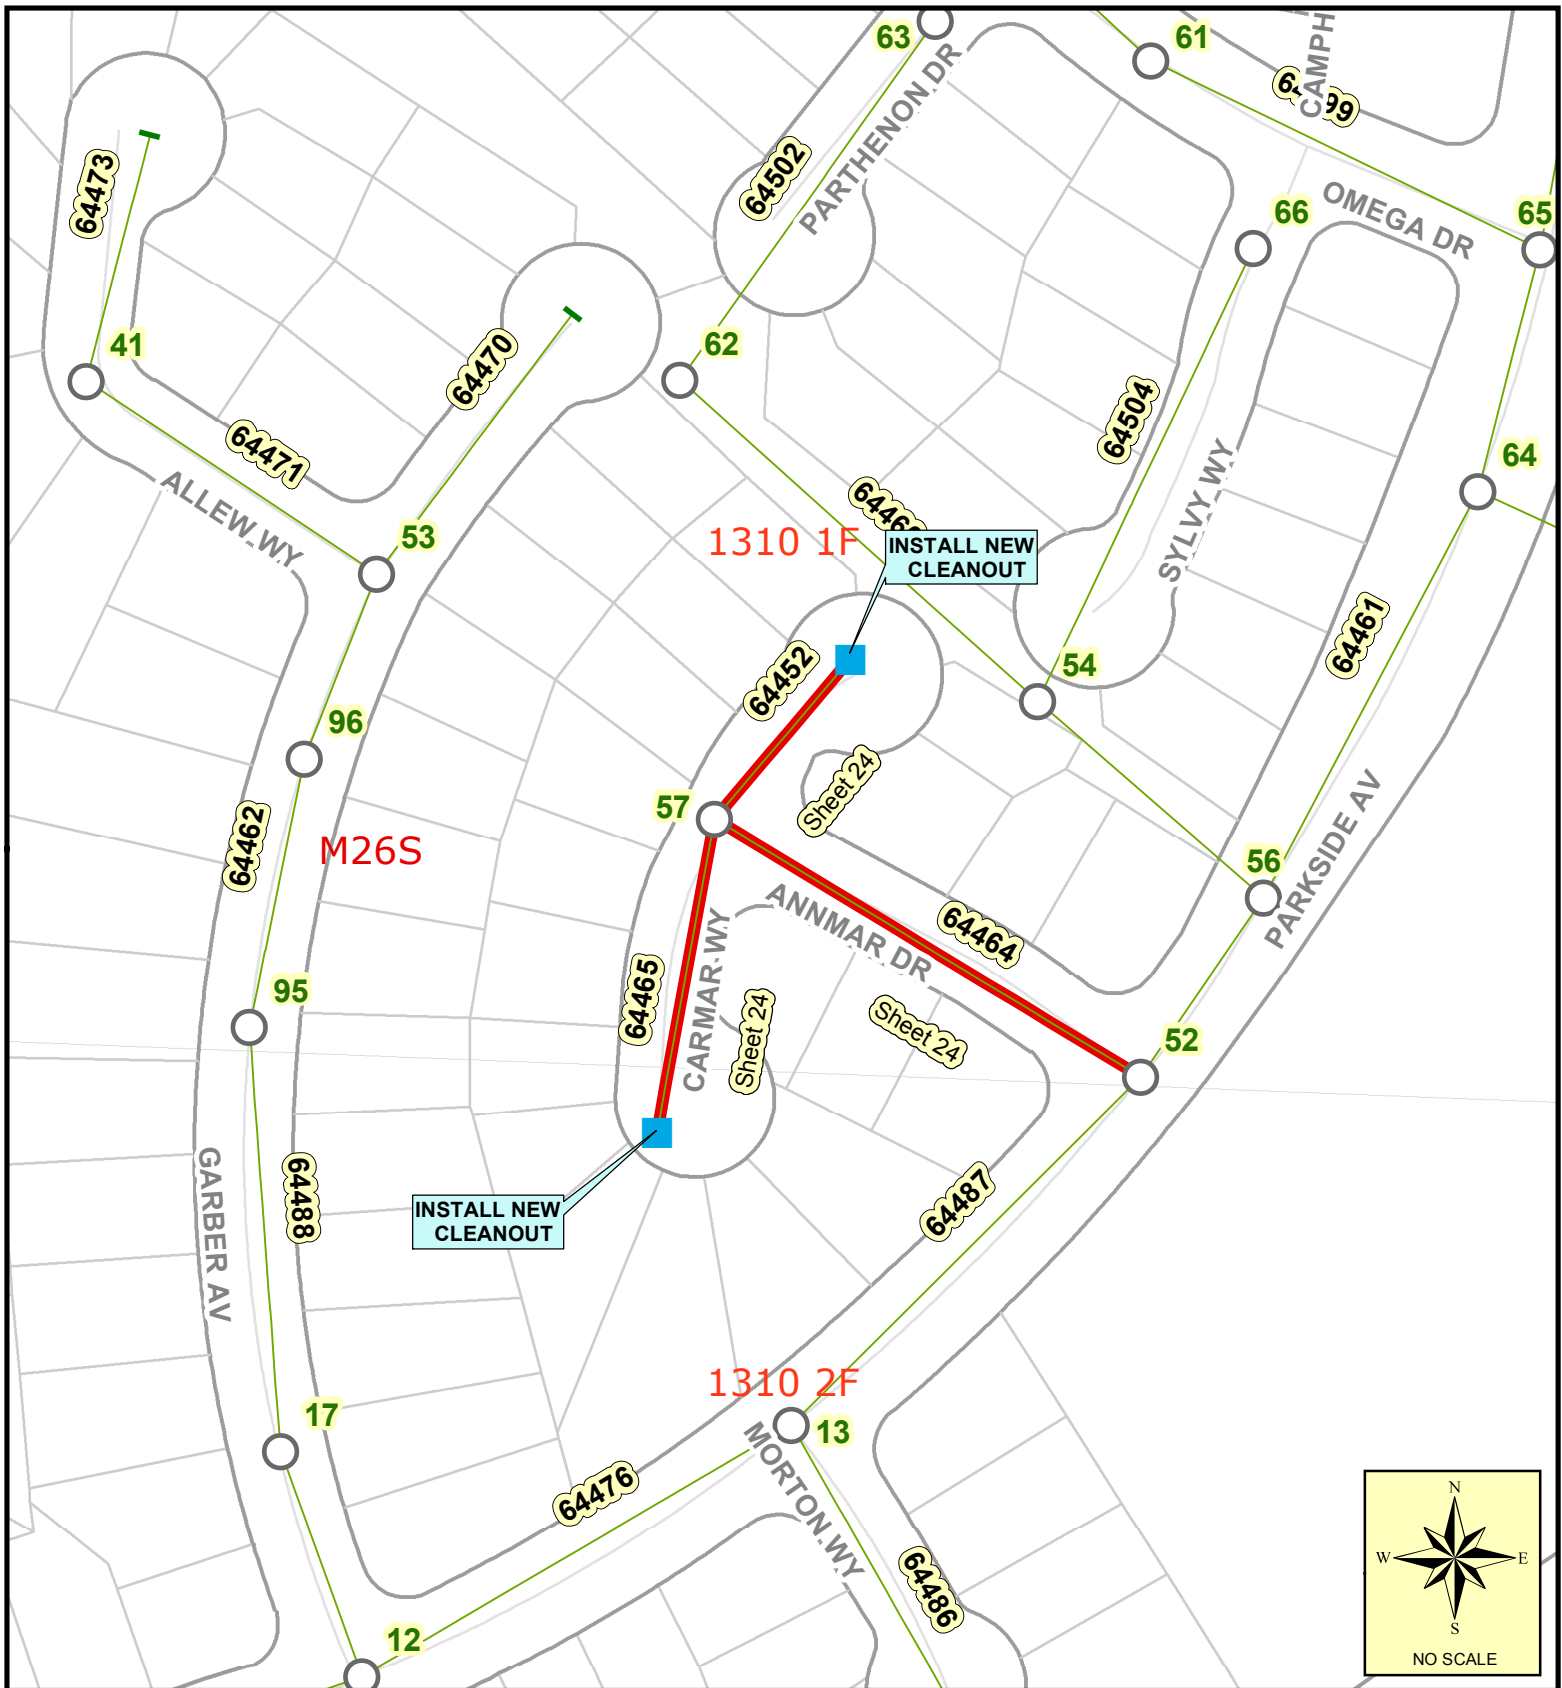 63
61
CAMPH
PARTHENON DR
64502
64473
66
OMEGA DR
65
41
62
64470
64504
64471
64
ALLEW WY
53
SYLVY WY
1310 1F
INSTALL NEW
CLEANOUT
64461
64452
54
96
57
Sheet 24
PARKSIDE AV
64462
M26S
56
ANNMAR DR
64464
95
64465
CARMAR WY
Sheet 24
Sheet 24
52
GARBER AV
64488
64487
INSTALL NEW
CLEANOUT
1310 2F
17
13
MORTON WY
64476
64486
12
N
W
E
S
NO SCALE